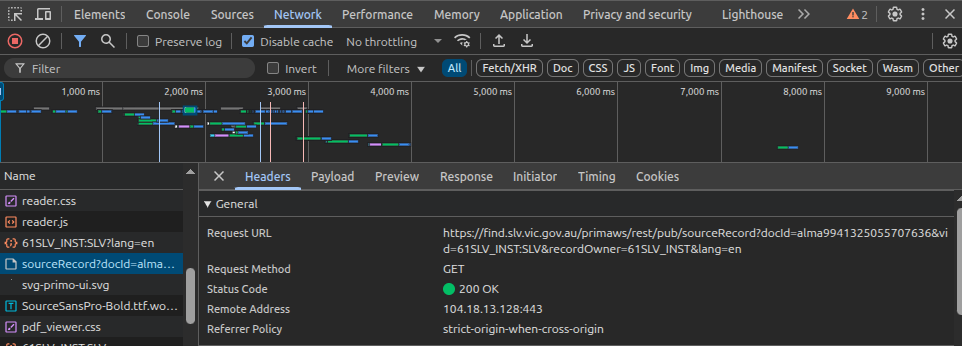 Elements Console Sources Network Performance Memory Application Privacy and security Lighthouse 2
Preserve log Disable cache No throttling
Filter Invert More filters All Fetch/XHR Doc CSS JS Font Img Media Manifest Socket Wasm Other
1,000 ms 2,000 ms 3,000 ms 4,000 ms 5,000 ms 6,000 ms 7,000 ms 8,000 ms 9,000 ms
Name
reader.css
reader.js
61SLV_INST:SLV?lang=en
sourceRecord?docId=alma...
svg-primo-ui.svg
SourceSansPro-Bold.ttf.wo...
pdf_viewer.css
61SLV_INST:SLV
Headers Payload Preview Response Initiator Timing Cookies
General
Request URL https://find.slv.vic.gov.au/primaws/rest/pub/sourceRecord?docId=alma9941325055707636&vi
d=61SLV_INST:SLV&recordOwner=61SLV_INST&lang=en
Request Method GET
Status Code 200 OK
Remote Address 104.18.13.128:443
Referrer Policy strict-origin-when-cross-origin